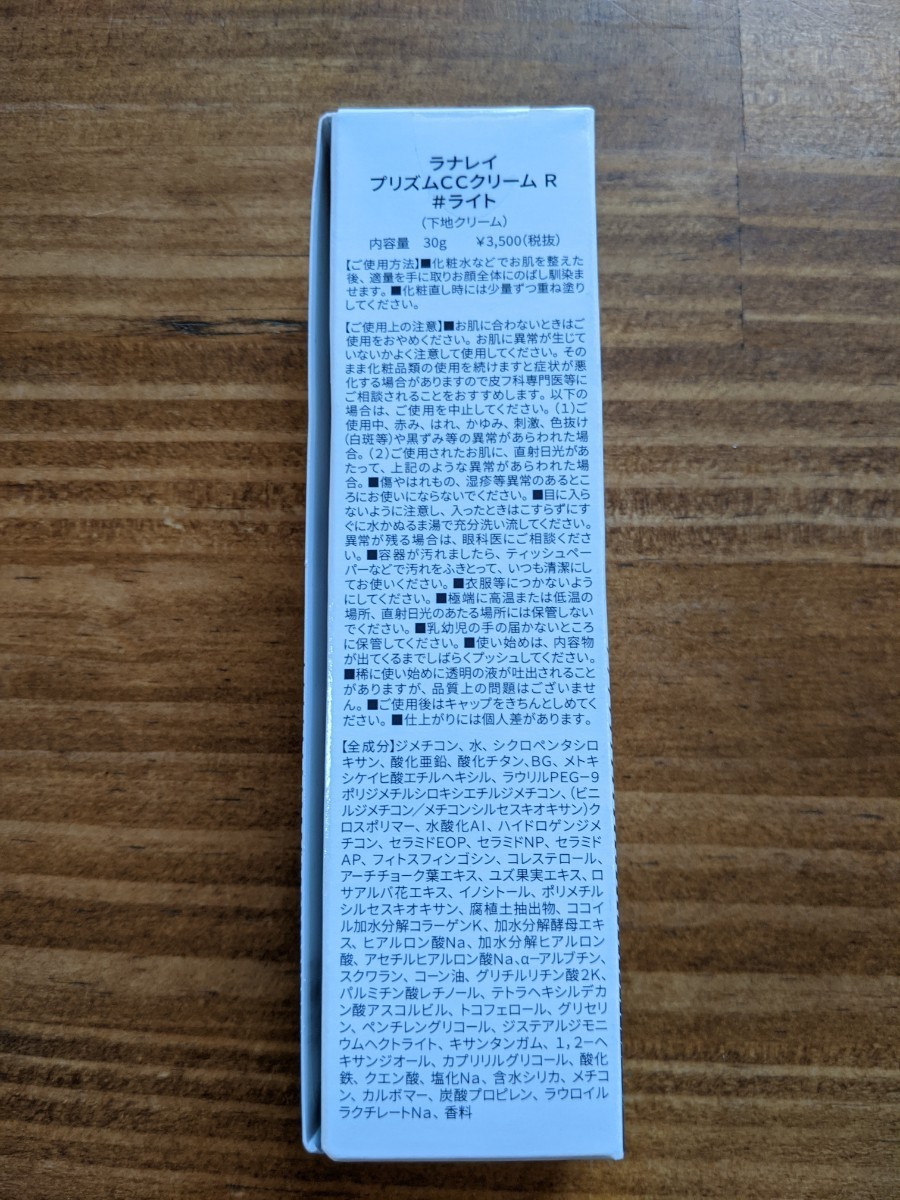 ラナレイ
プリズムCCクリーム R
#ライト
(下地クリーム)
内容量 30g ¥3,500(税抜)
【ご使用方法】■化粧水などでお肌を整えた
後、適量を手に取りお顔全体にのばし馴染ま
せます。■化粧直し時には少量ずつ重ね塗り
してください。
【ご使用上の注意】■お肌に合わないときはご
使用をおやめください。お肌に異常が生じて
いないかよく注意して使用してください。その
まま化粧品類の使用を続けますと症状が悪
化する場合がありますので皮フ科専門医等に
ご相談されることをおすすめします。以下の
場合は、ご使用を中止してください。(1)ご
使用中、赤み、はれ、かゆみ、刺激、色抜け
(白斑等)や黒ずみ等の異常があらわれた場
合。(2)ご使用されたお肌に、直射日光があ
たって、上記のような異常があらわれた場
合。■傷やはれもの、湿疹等異常のあるとこ
ろにお使いにならないでください。■目に入ら
ないように注意し、入ったときはこすらずにす
ぐに水かぬるま湯で充分洗い流してください。
異常が残る場合は、眼科医にご相談くださ
い。■容器が汚れましたら、ティッシュペー
パーなどで汚れをふきとって、いつも清潔にし
てお使いください。■衣服等につかないよう
にしてください。■極端に高温または低温の
場所、直射日光のあたる場所には保管しない
でください。■乳幼児の手の届かないところ
に保管してください。■使い始めは、内容物
が出てくるまでしばらくプッシュしてください。
■稀に使い始めに透明の液が吐出されること
がありますが、品質上の問題はございませ
ん。■ご使用後はキャップをきちんとしめてく
ださい。■仕上がりには個人差があります。
【全成分】ジメチコン、水、シクロペンタシロ
キサン、酸化亜鉛、酸化チタン、BG、メトキ
シケイヒ酸エチルヘキシル、ラウリルPEG-9
ポリジメチルシロキシエチルジメチコン、(ビニ
ルジメチコン/メチコンシルセスキオキサン)ク
ロスポリマー、水酸化Al、ハイドロゲンジメ
チコン、セラミドEOP、セラミドNP、セラミド
AP、フィトスフィンゴシン、コレステロール、
アーチチョーク葉エキス、ユズ果実エキス、ロ
サアルバ花エキス、イノシトール、ポリメチル
シルセスキオキサン、腐植土抽出物、ココイ
ル加水分解コラーゲンK、加水分解酵母エキ
ス、ヒアルロン酸Na、加水分解ヒアルロン
酸、アセチルヒアルロン酸Na、α-アルブチン、
スクワラン、コーン油、グリチルリチン酸2K、
パルミチン酸レチノール、テトラヘキシルデカ
ン酸アスコルビル、トコフェロール、グリセリ
ン、ペンチレングリコール、ジステアルジモニ
ウムヘクトライト、キサンタンガム、1,2-ヘ
キサンジオール、カプリリルグリコール、酸化
鉄、クエン酸、塩化Na、含水シリカ、メチコ
ン、カルボマー、炭酸プロピレン、ラウロイル
ラクチレートNa、香料